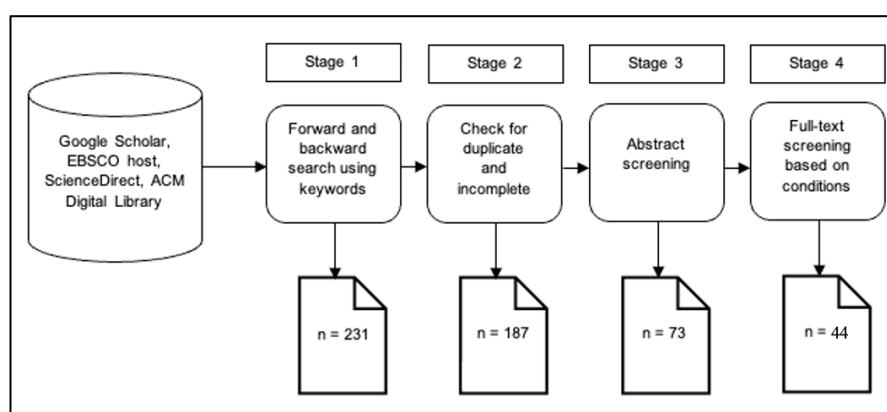 Stage 1
Stage 2
Stage 3
Stage 4
Google Scholar,
EBSCO host,
ScienceDirect, ACM
Digital Library
Forward and
backward
search using
keywords
Check for
duplicate
and
incomplete
Abstract
screening
Full-text
screening
based on
conditions
n = 231
n = 187
n = 73
n = 44